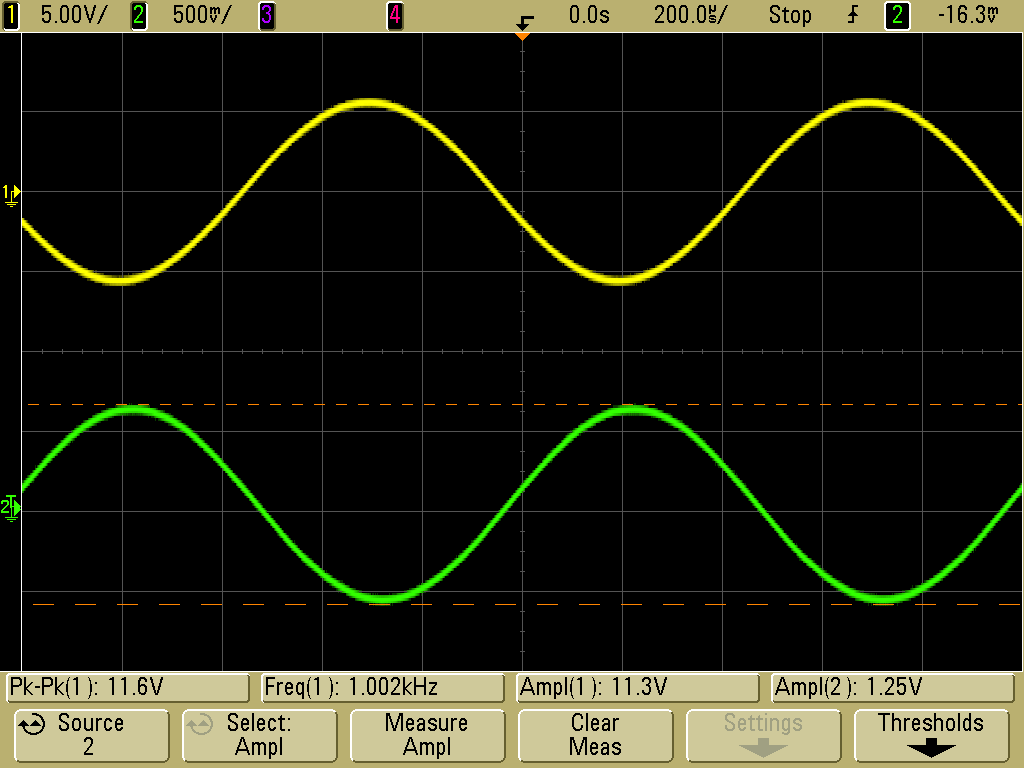 1 5.00V/ 2 500mV/ 3 4 0.0s 200.0µs/ Stop 2 -16.3mV
1
2
Pk-Pk(1): 11.6V Freq(1): 1.002kHz Ampl(1): 11.3V Ampl(2): 1.25V
Source
2
Select:
Ampl
Measure
Ampl
Clear
Meas
Settings
Thresholds